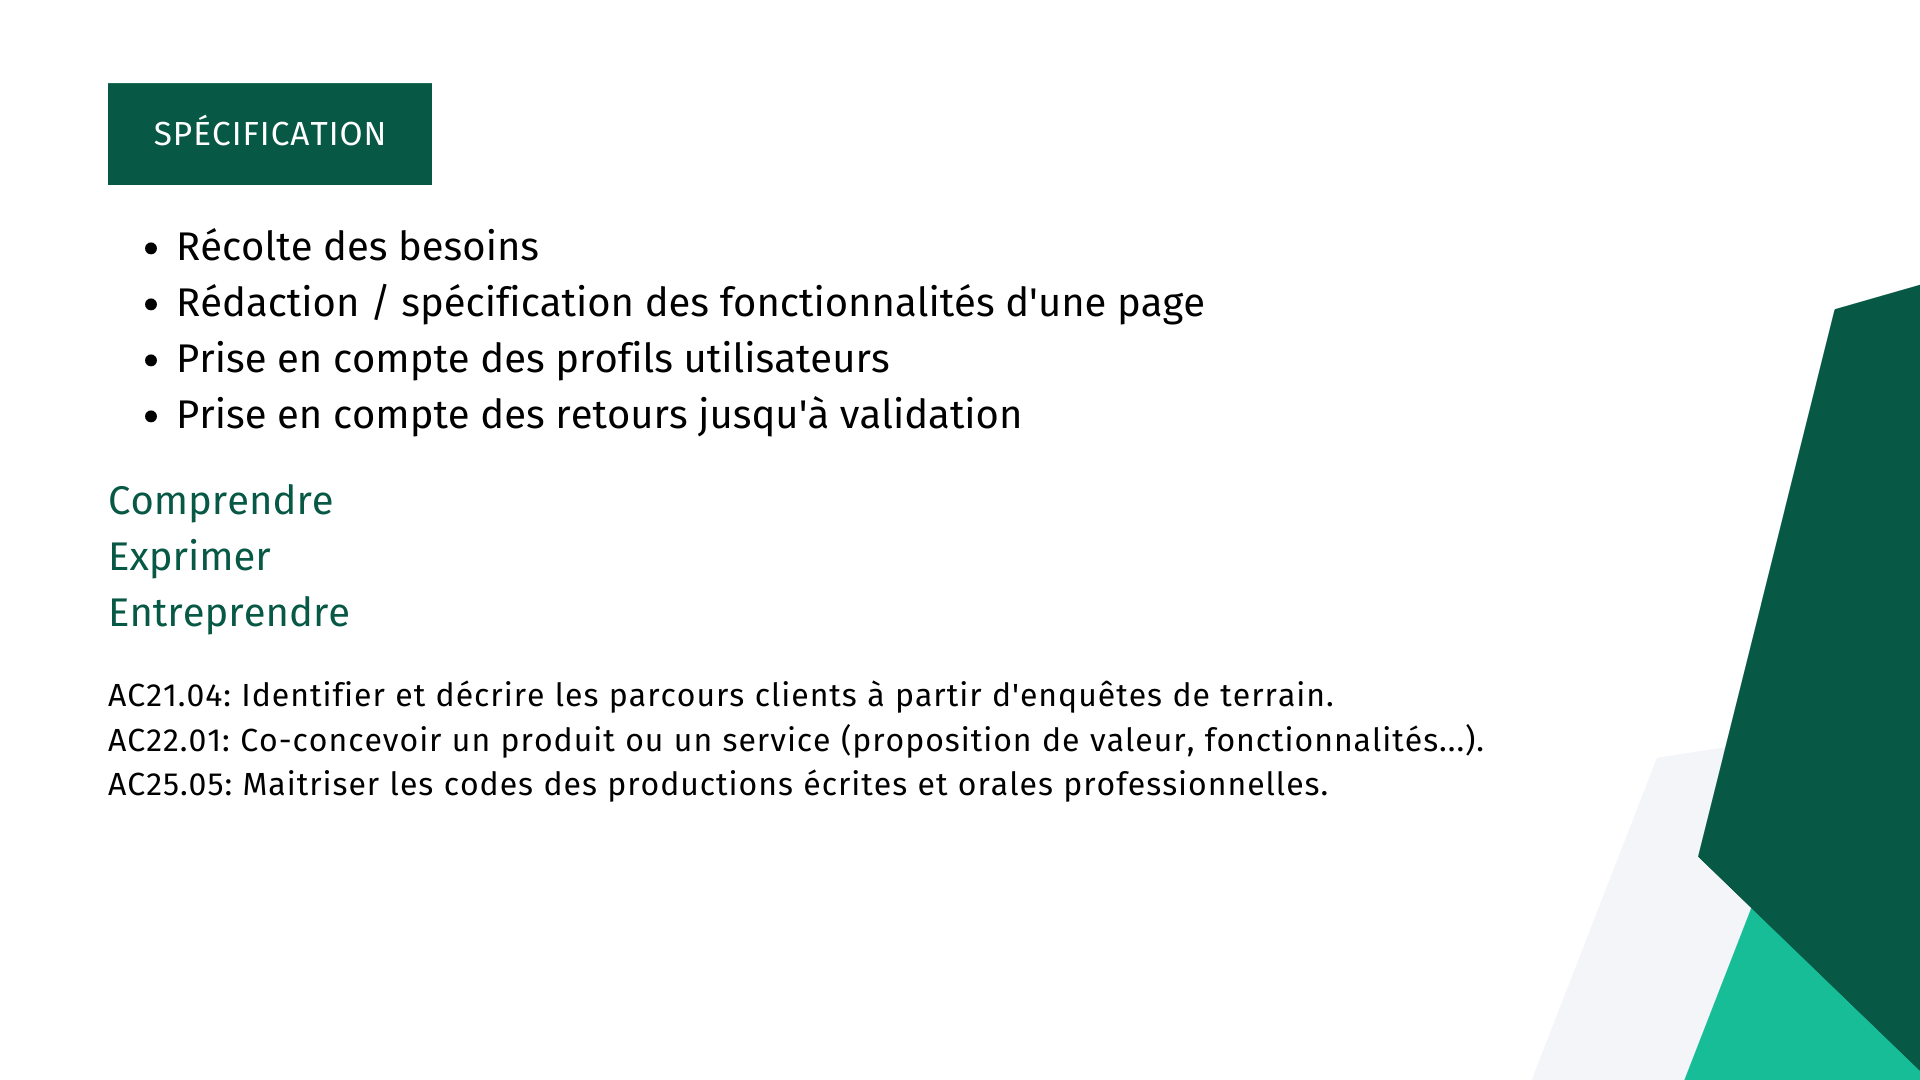 SPÉCIFICATION
• Récolte des besoins
• Rédaction / spécification des fonctionnalités d'une page
• Prise en compte des profils utilisateurs
• Prise en compte des retours jusqu'à validation
Comprendre
Exprimer
Entreprendre
AC21.04: Identifier et décrire les parcours clients à partir d'enquêtes de terrain.
AC22.01: Co-concevoir un produit ou un service (proposition de valeur, fonctionnalités...).
AC25.05: Maitriser les codes des productions écrites et orales professionnelles.